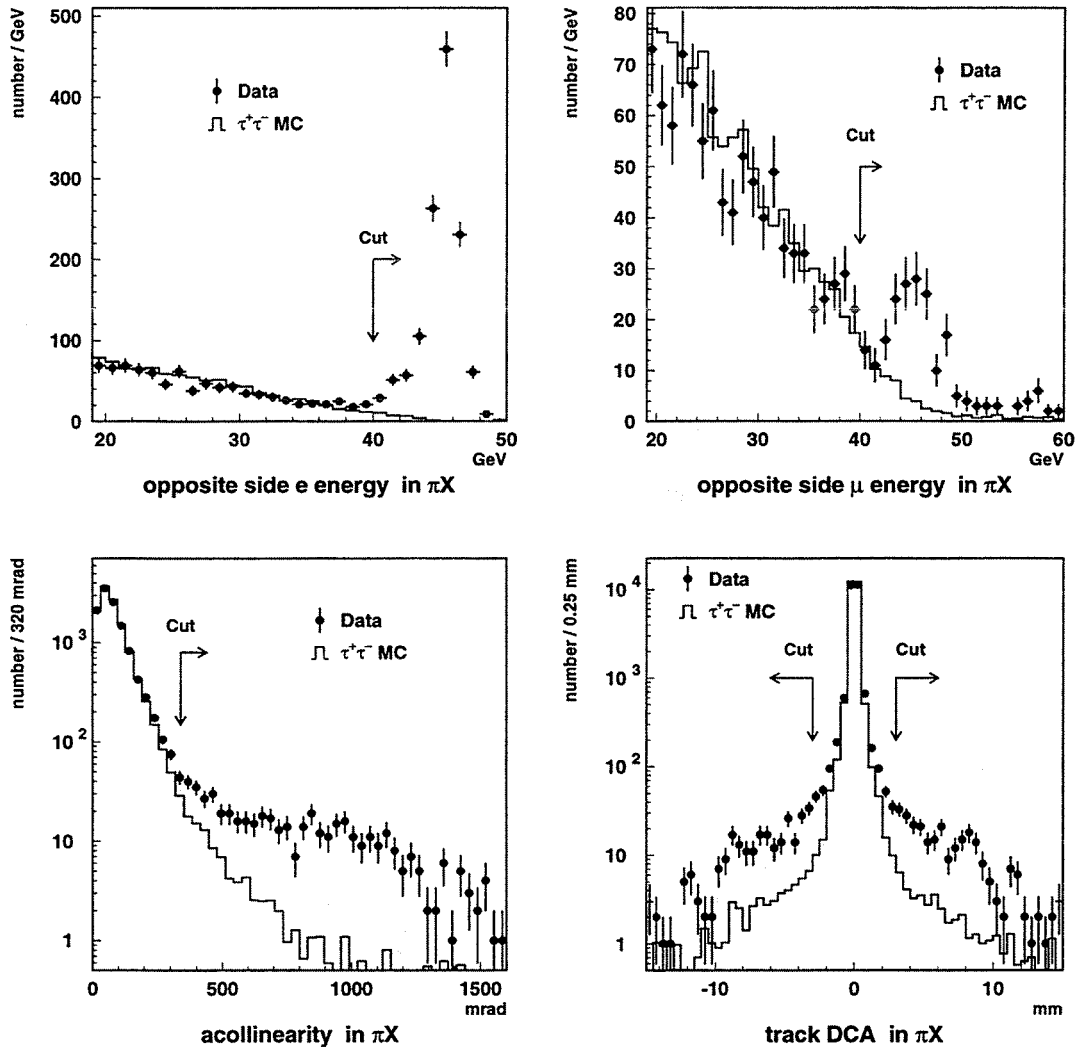 number / GeV
500
400
300
200
100
0
Data
τ⁺τ⁻ MC
Cut
20
30
40
50
GeV
opposite side e energy in πX
number / GeV
80
70
60
50
40
30
20
10
0
Data
τ⁺τ⁻ MC
Cut
20
30
40
50
60
GeV
opposite side μ energy in πX
number / 320 mrad
10³
10²
10
1
Data
τ⁺τ⁻ MC
Cut
0
500
1000
1500
mrad
acollinearity in πX
number / 0.25 mm
10⁴
10³
10²
10
1
Data
τ⁺τ⁻ MC
Cut
Cut
-10
0
10
mm
track DCA in πX